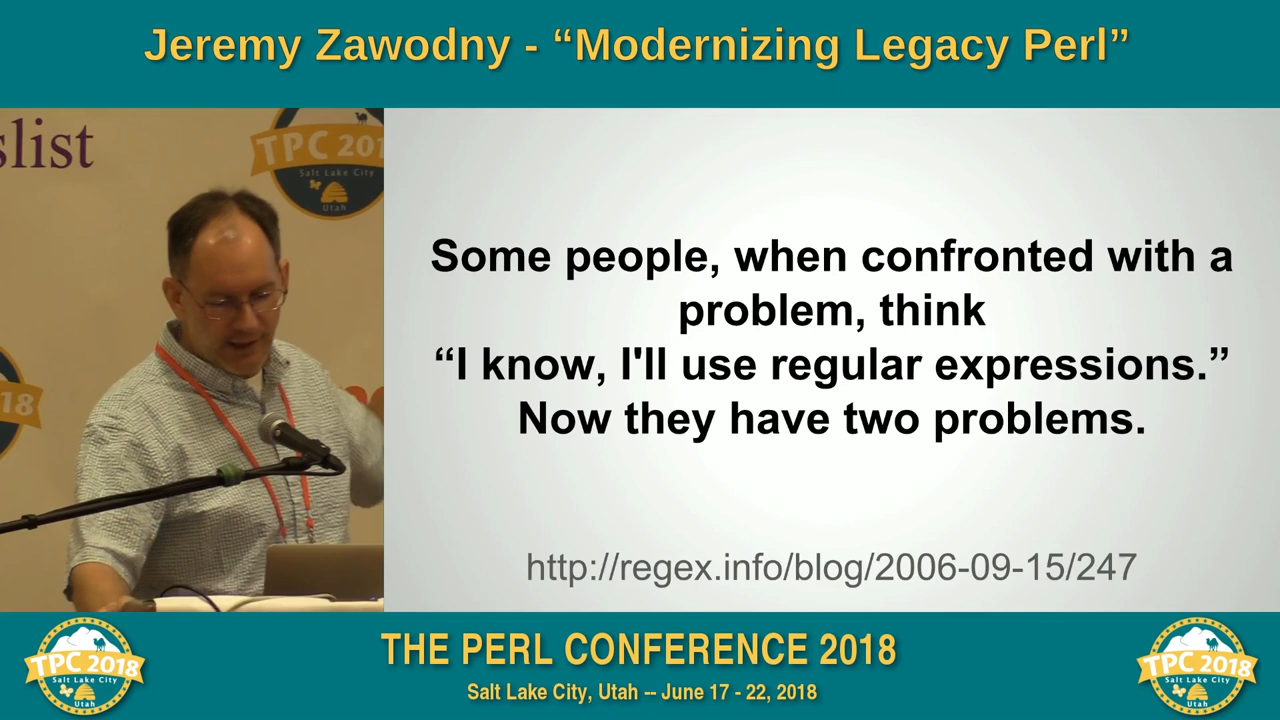 Jeremy Zawodny - “Modernizing Legacy Perl”
slist
TPC 201
Salt Lake City
Utah
18
Some people, when confronted with a
problem, think
“I know, I'll use regular expressions.”
Now they have two problems.
http://regex.info/blog/2006-09-15/247
TPC 2018
Salt Lake City
Utah
THE PERL CONFERENCE 2018
Salt Lake City, Utah -- June 17 - 22, 2018
TPC 2018
Salt Lake City
Utah